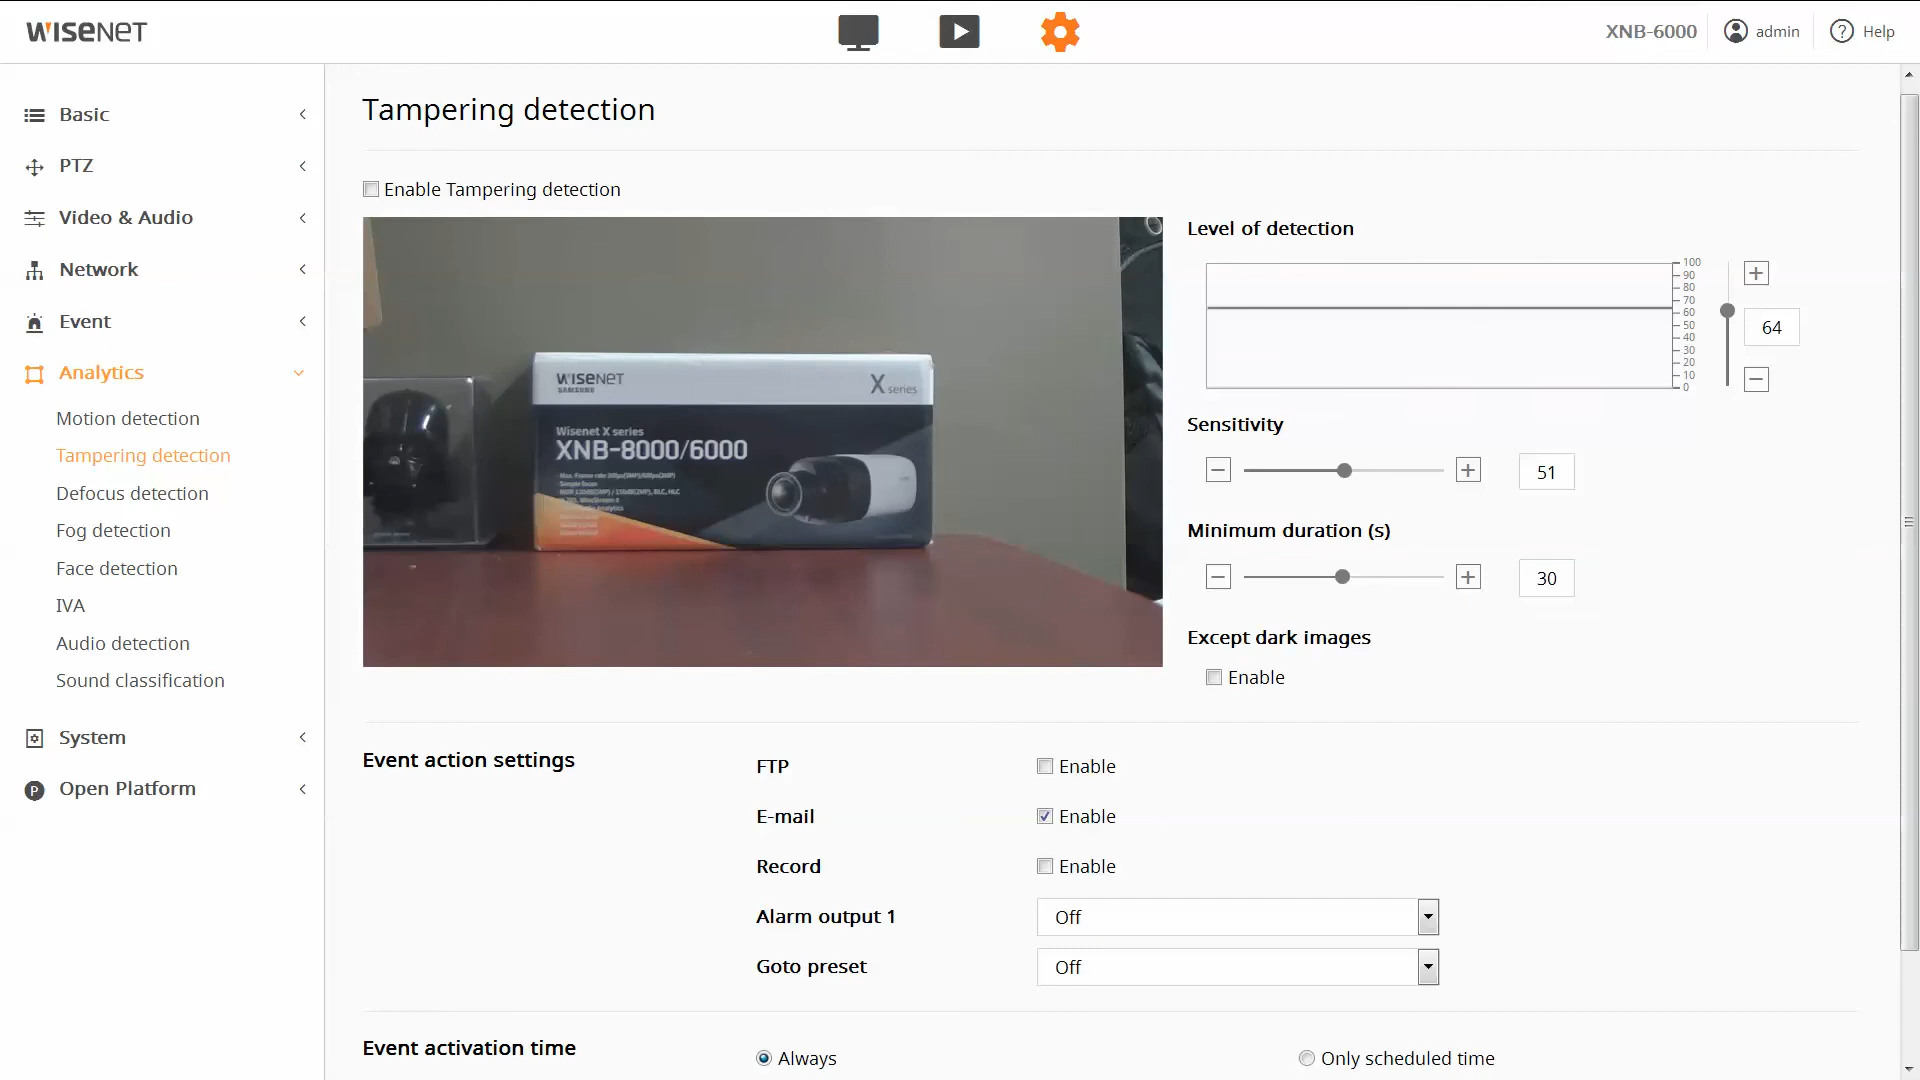 WISENET
XNB-6000
admin
? Help
Basic
PTZ
Video & Audio
Network
Event
Analytics
Motion detection
Tampering detection
Defocus detection
Fog detection
Face detection
IVA
Audio detection
Sound classification
System
P Open Platform
Tampering detection
Enable Tampering detection
WISENET
SAMSUNG
X series
Wisenet X series
XNB-8000/6000
Level of detection
100
90
80
70
60
50
40
30
20
10
0
64
Sensitivity
51
Minimum duration (s)
30
Except dark images
Enable
Event action settings
FTP
Enable
E-mail
Enable
Record
Enable
Alarm output 1
Off
Goto preset
Off
Event activation time
Always
Only scheduled time